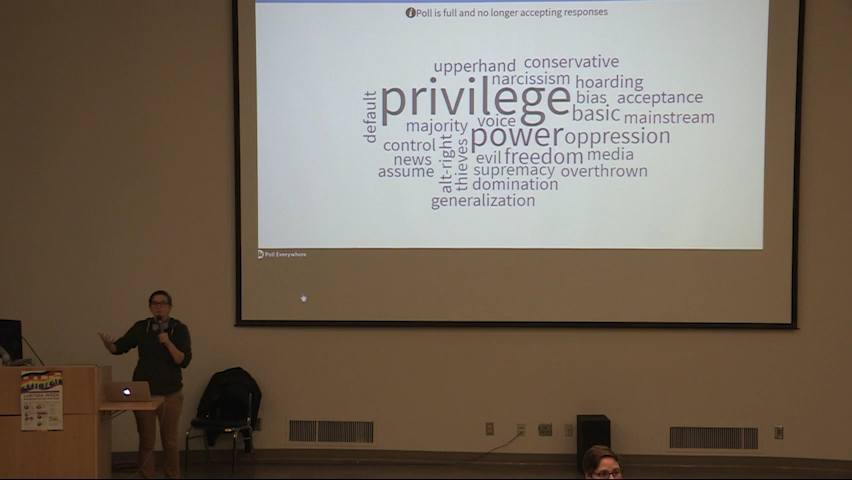 Poll is full and no longer accepting responses
upperhand conservative
narcissism hoarding
default privilege bias acceptance
basic mainstream
majority voice
power oppression
control alt-right thieves
news evil freedom media
assume supremacy overthrown
domination
generalization
Poll Everywhere